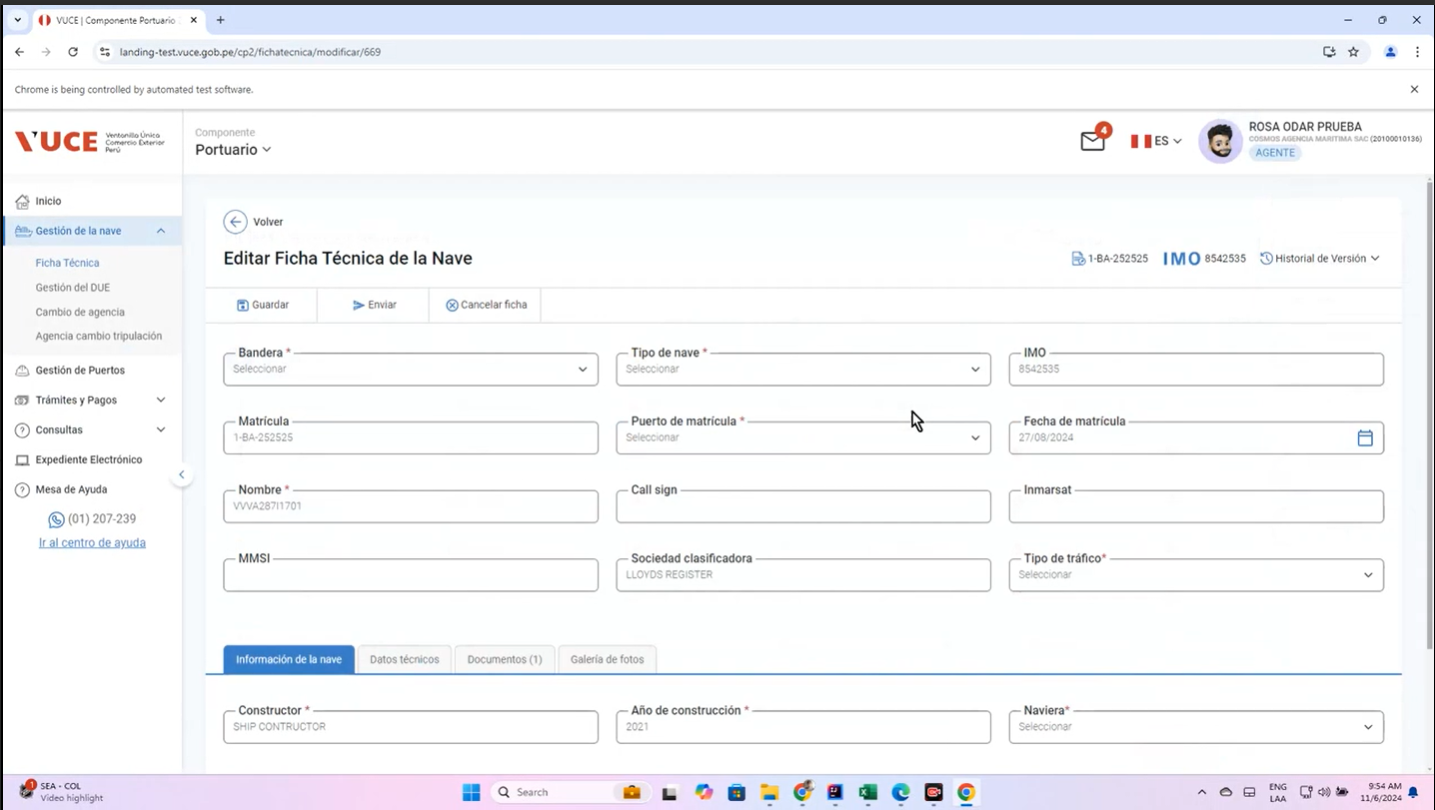 VUCE | Componente Portuario
landing-test.vuce.gob.pe/cp2/fichatecnica/modificar/669
Chrome is being controlled by automated test software.
VUCE
Ventanilla Única
Comercio Exterior
Perú
Componente
Portuario
4
ES
ROSA ODAR PRUEBA
COSMOS AGENCIA MARITIMA SAC (20100010136)
AGENTE
Inicio
Gestión de la nave
Ficha Técnica
Gestión del DUE
Cambio de agencia
Agencia cambio tripulación
Gestión de Puertos
Trámites y Pagos
Consultas
Expediente Electrónico
Mesa de Ayuda
(01) 207-239
Ir al centro de ayuda
Volver
Editar Ficha Técnica de la Nave
1-BA-252525
IMO 8542535
Historial de Versión
Guardar
Enviar
Cancelar ficha
Bandera *
Seleccionar
Tipo de nave *
Seleccionar
IMO
8542535
Matrícula
1-BA-252525
Puerto de matrícula *
Seleccionar
Fecha de matrícula
27/08/2024
Nombre *
VVVA287I1701
Call sign
Inmarsat
MMSI
Sociedad clasificadora
LLOYDS REGISTER
Tipo de tráfico*
Seleccionar
Información de la nave
Datos técnicos
Documentos (1)
Galería de fotos
Constructor *
SHIP CONTRUCTOR
Año de construcción *
2021
Naviera*
Seleccionar
1
SEA - COL
Video highlight
Search
ENG
LAA
9:54 AM
11/6/2024